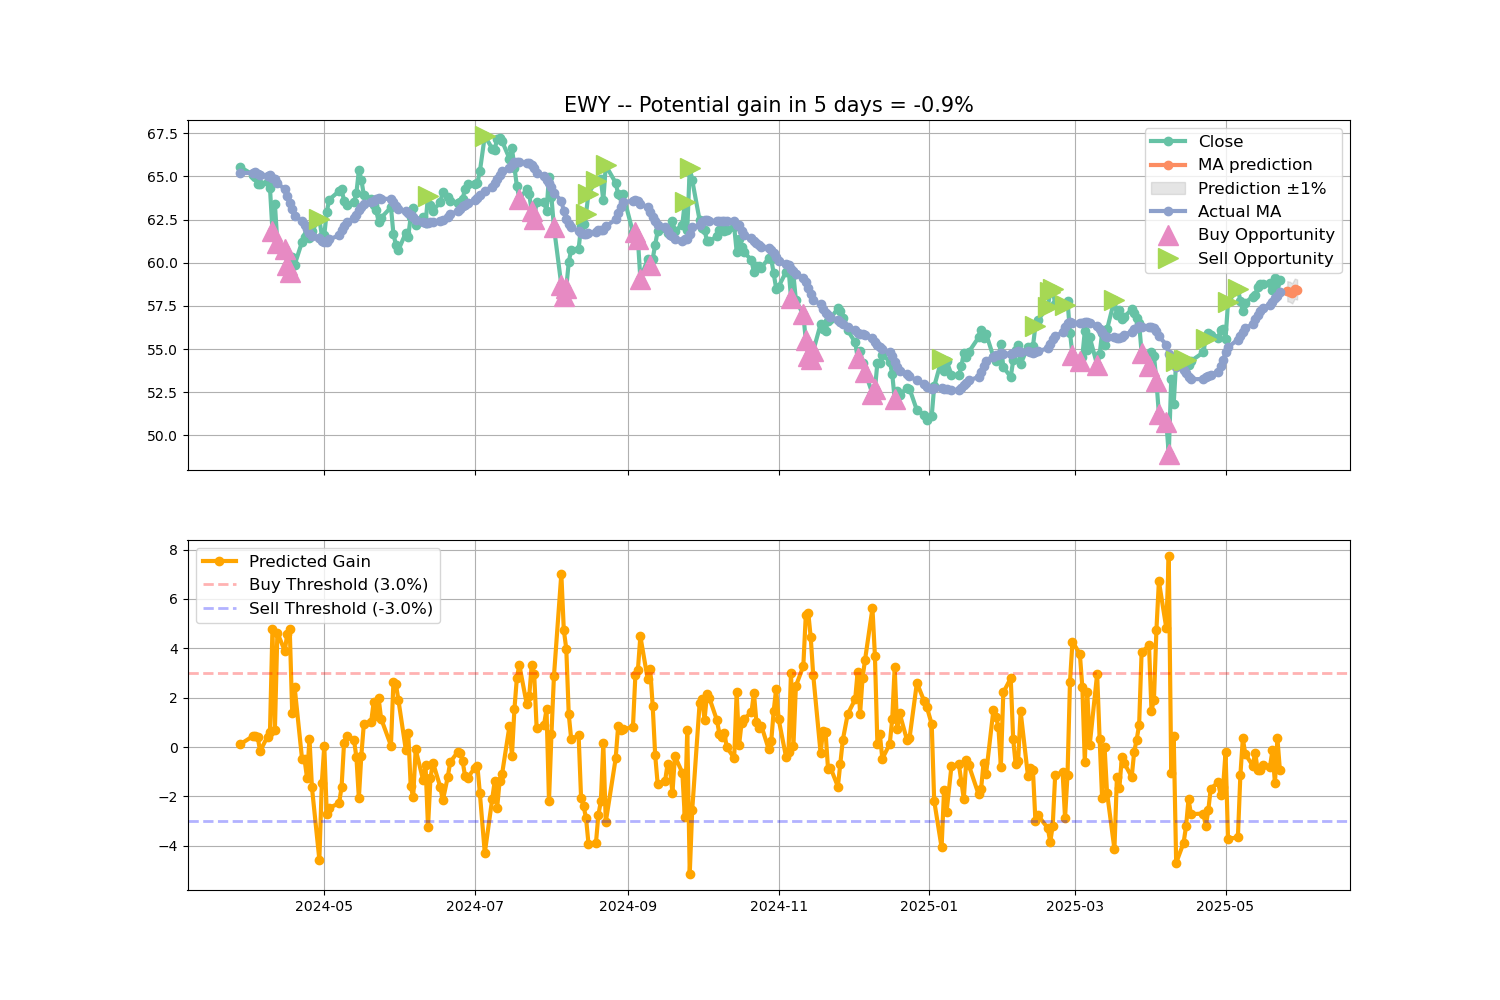 EWY -- Potential gain in 5 days = -0.9%
67.5
65.0
62.5
60.0
57.5
55.0
52.5
50.0
Close
MA prediction
Prediction ±1%
Actual MA
Buy Opportunity
Sell Opportunity
8
6
4
2
0
−2
−4
Predicted Gain
Buy Threshold (3.0%)
Sell Threshold (-3.0%)
2024-05
2024-07
2024-09
2024-11
2025-01
2025-03
2025-05